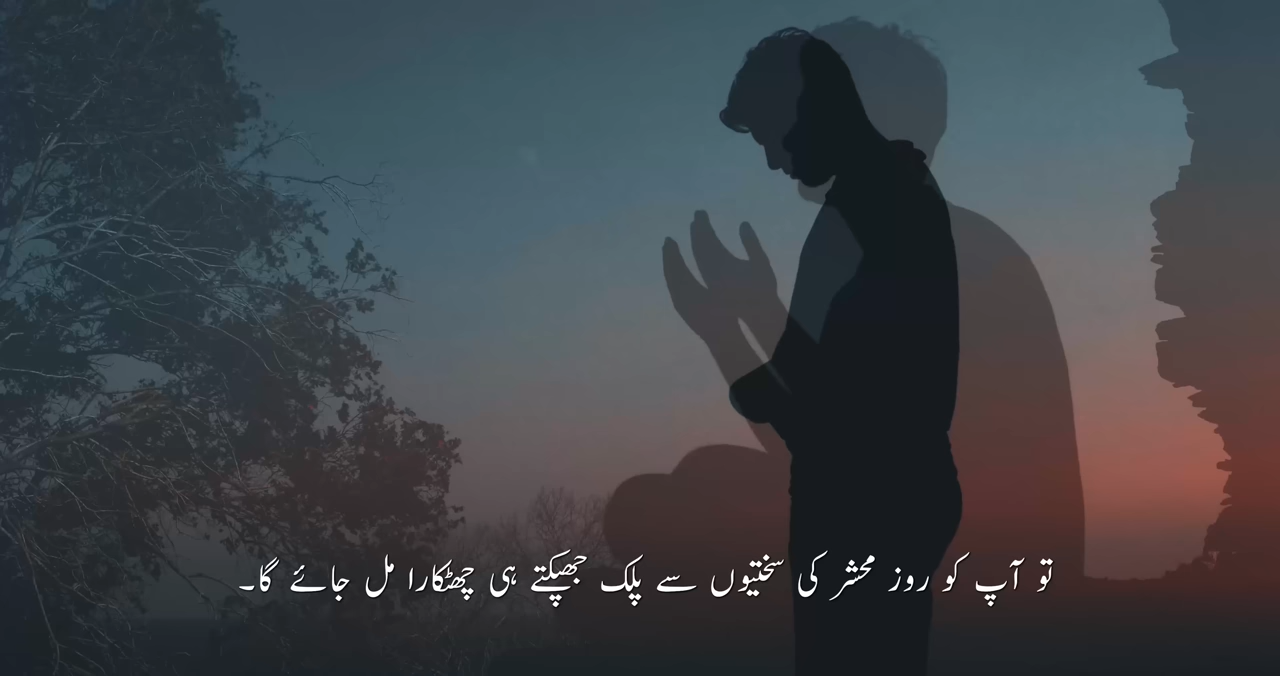 تو آپ کو روز محشر کی سختیوں سے پلک جھپکتے ہی چھٹکارا مل جائے گا۔